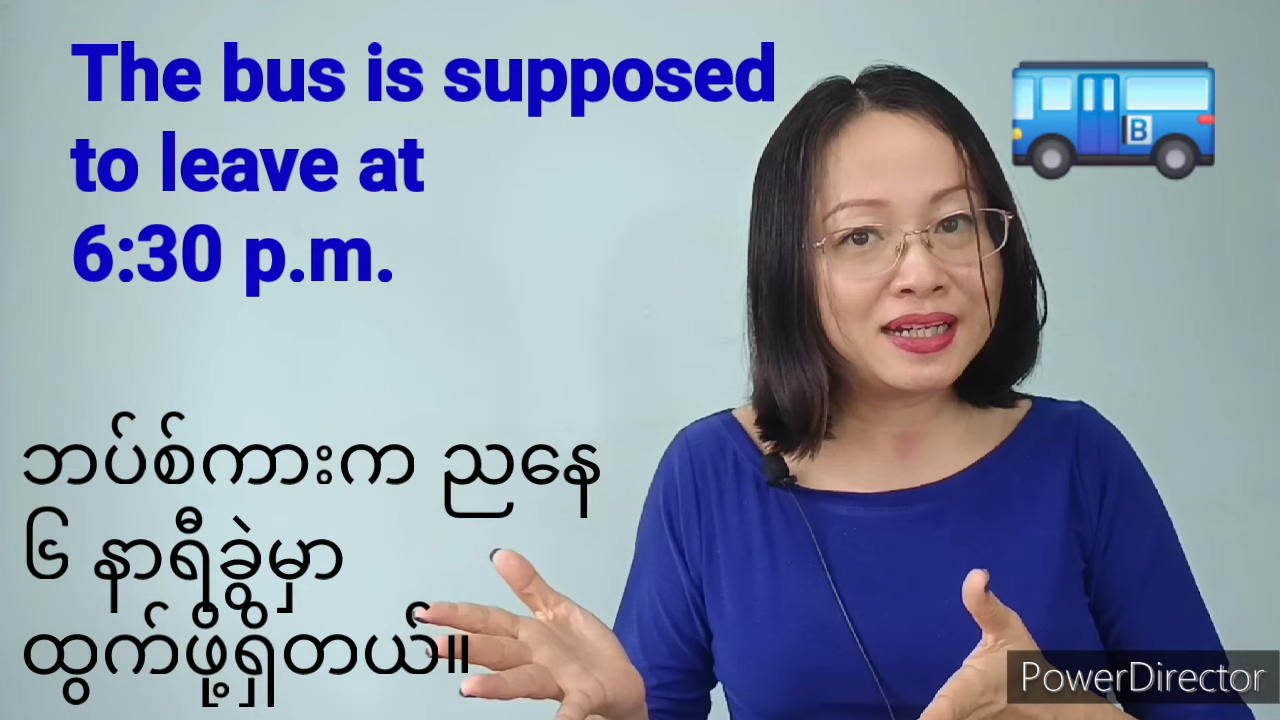 The bus is supposed
to leave at
6:30 p.m.
B
ဘပ်စ်ကားက ညနေ
၆ နာရီခွဲမှာ
ထွက်ဖို့ရှိတယ်။
PowerDirector